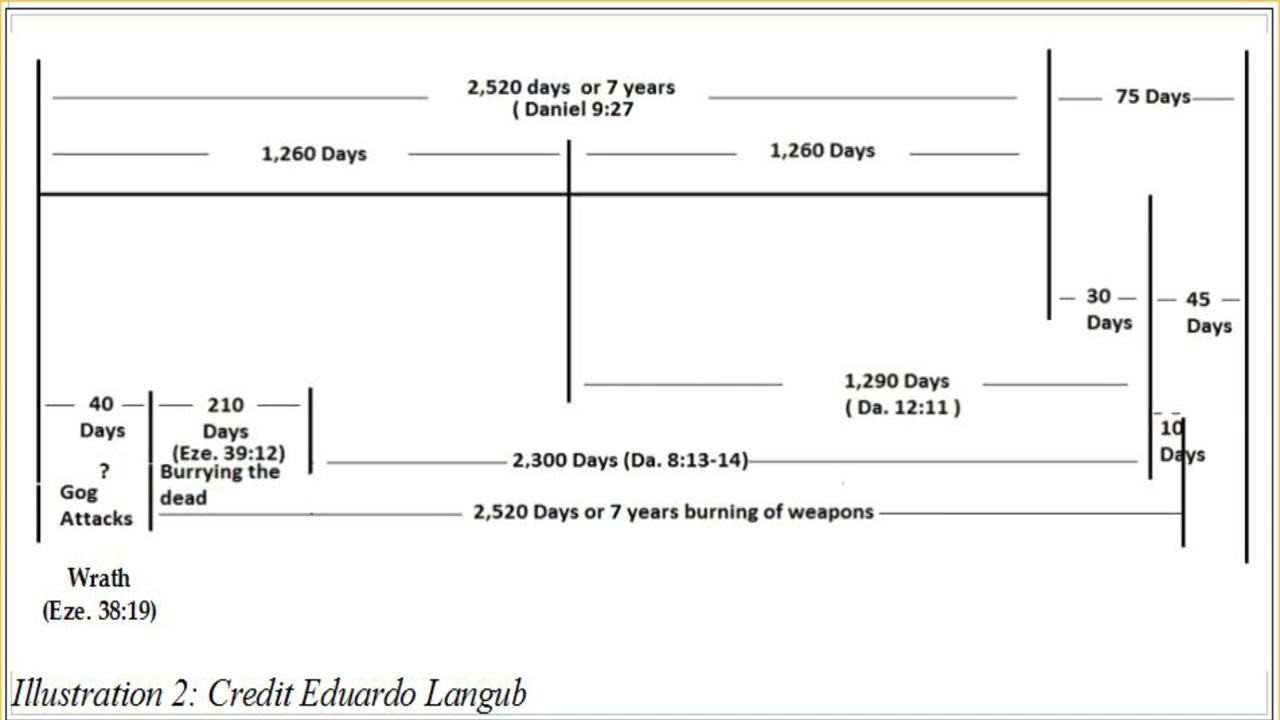 2,520 days or 7 years
( Daniel 9:27
75 Days
1,260 Days
1,260 Days
30
Days
45
Days
1,290 Days
( Da. 12:11 )
40
Days
?
Gog
Attacks
210
Days
(Eze. 39:12)
Burrying the
dead
10
Days
2,300 Days (Da. 8:13-14)
2,520 Days or 7 years burning of weapons
Wrath
(Eze. 38:19)
Illustration 2: Credit Eduardo Langub